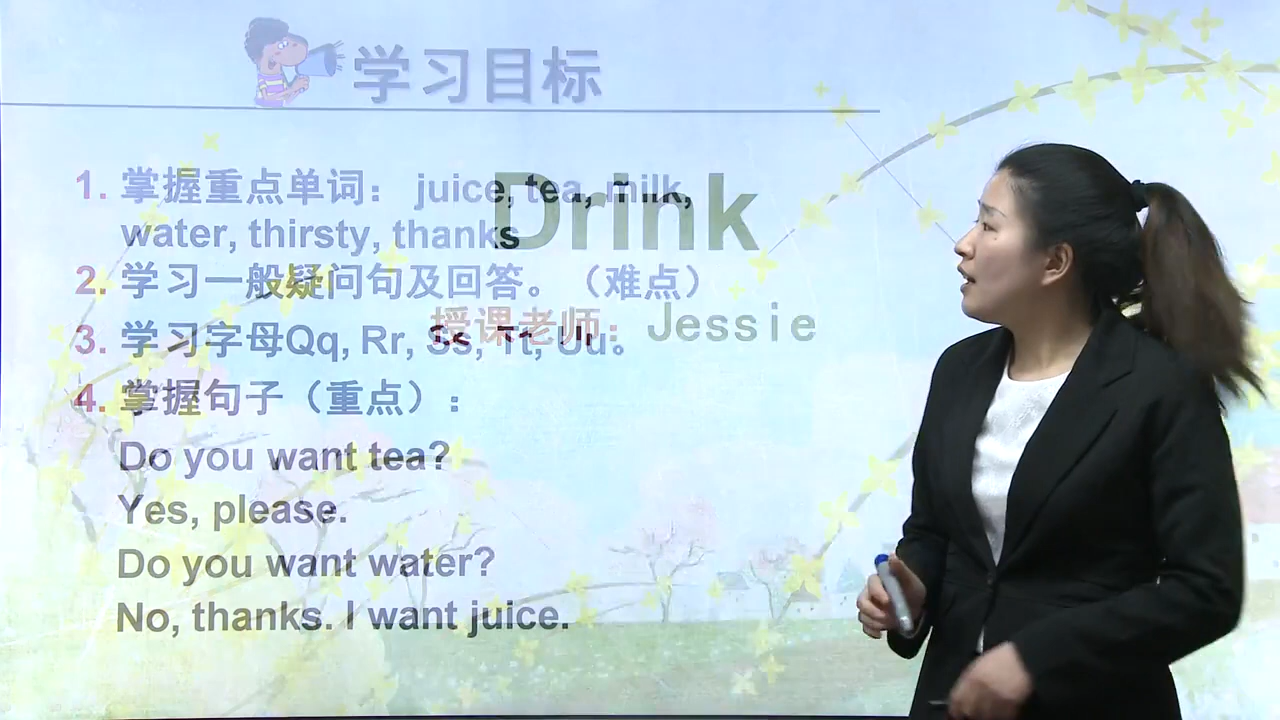 学习目标
Drink
1. 掌握重点单词： juice, tea, milk,
water, thirsty, thanks
2. 学习一般疑问句及回答。（难点）
授课老师：Jessie
3. 学习字母Qq, Rr, Ss, Tt, Uu。
4. 掌握句子（重点）：
Do you want tea?
Yes, please.
Do you want water?
No, thanks. I want juice.